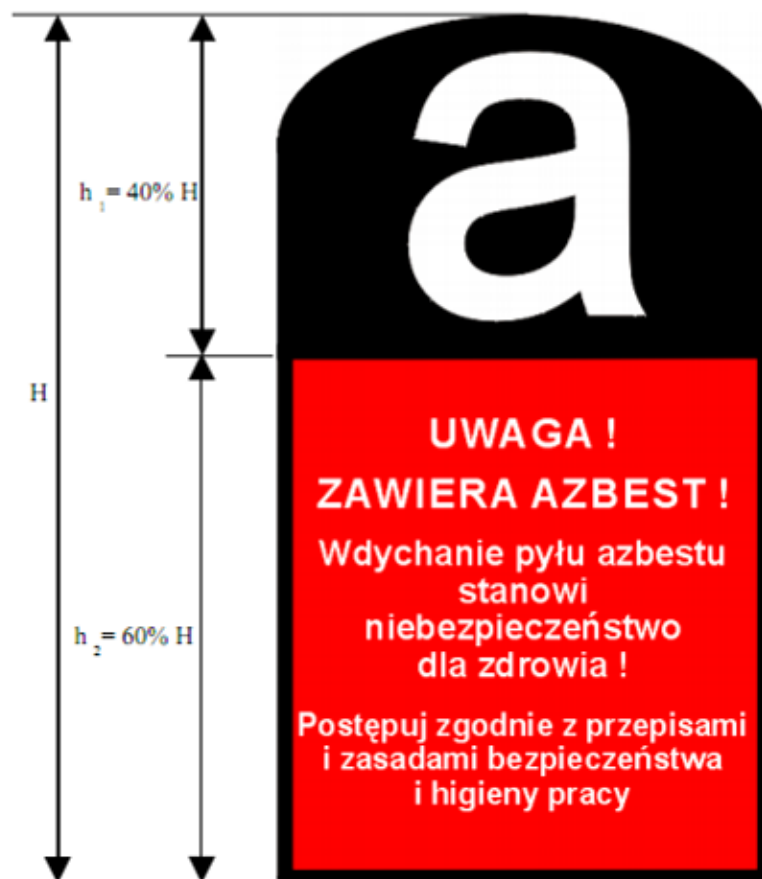 a
h₁= 40% H
H
UWAGA !
ZAWIERA AZBEST !
Wdychanie pyłu azbestu
stanowi
niebezpieczeństwo
dla zdrowia !
h₂= 60% H
Postępuj zgodnie z przepisami
i zasadami bezpieczeństwa
i higieny pracy